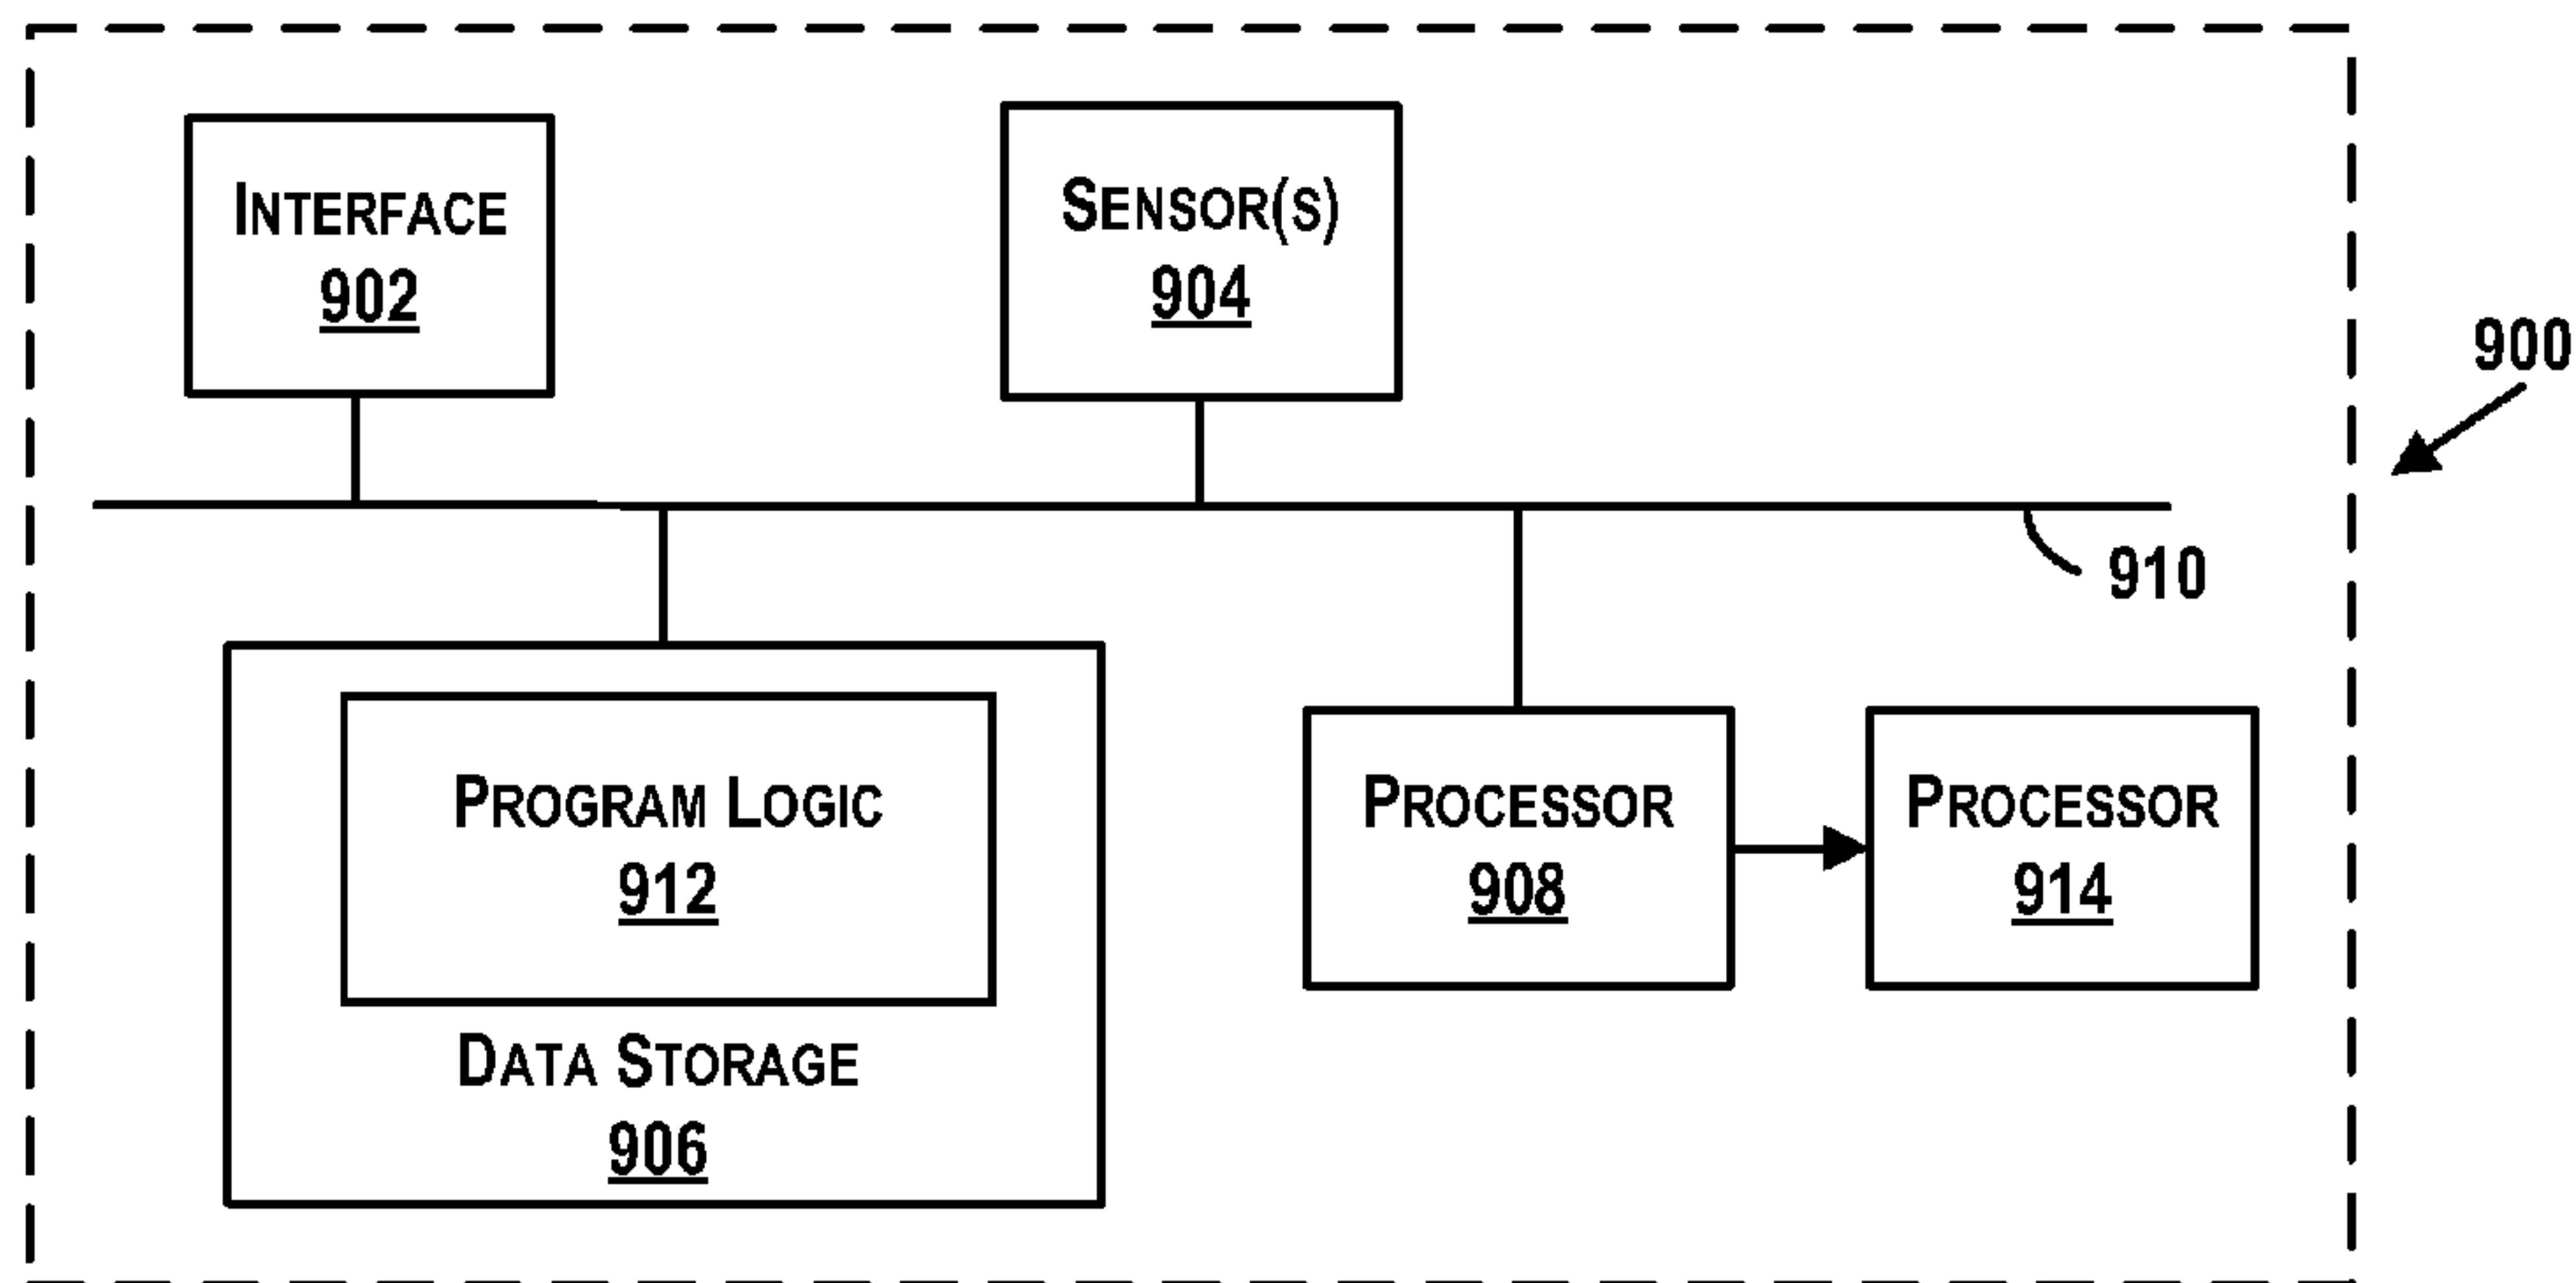 INTERFACE
902
SENSOR(S)
904
900
910
PROGRAM LOGIC
912
DATA STORAGE
906
PROCESSOR
908
PROCESSOR
914